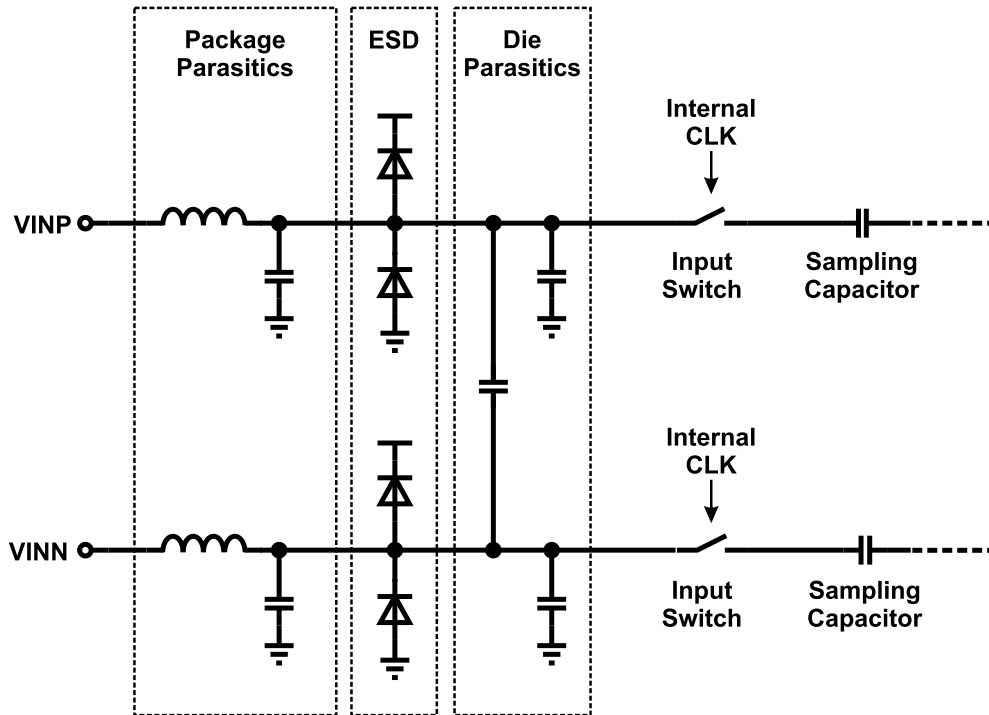 Package
Parasitics
ESD
Die
Parasitics
Internal
CLK
VINP
Input
Switch
Sampling
Capacitor
Internal
CLK
VINN
Input
Switch
Sampling
Capacitor